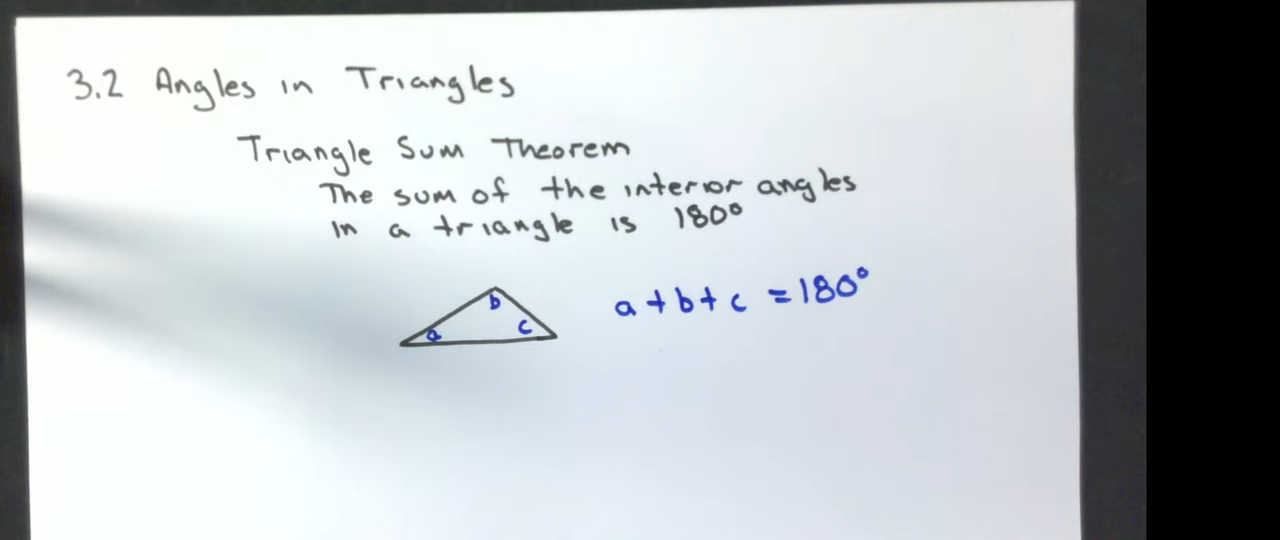 3.2 Angles in Triangles
Triangle Sum Theorem
The sum of the interior angles
in a triangle is 180°
a + b + c = 180°
b
a
c